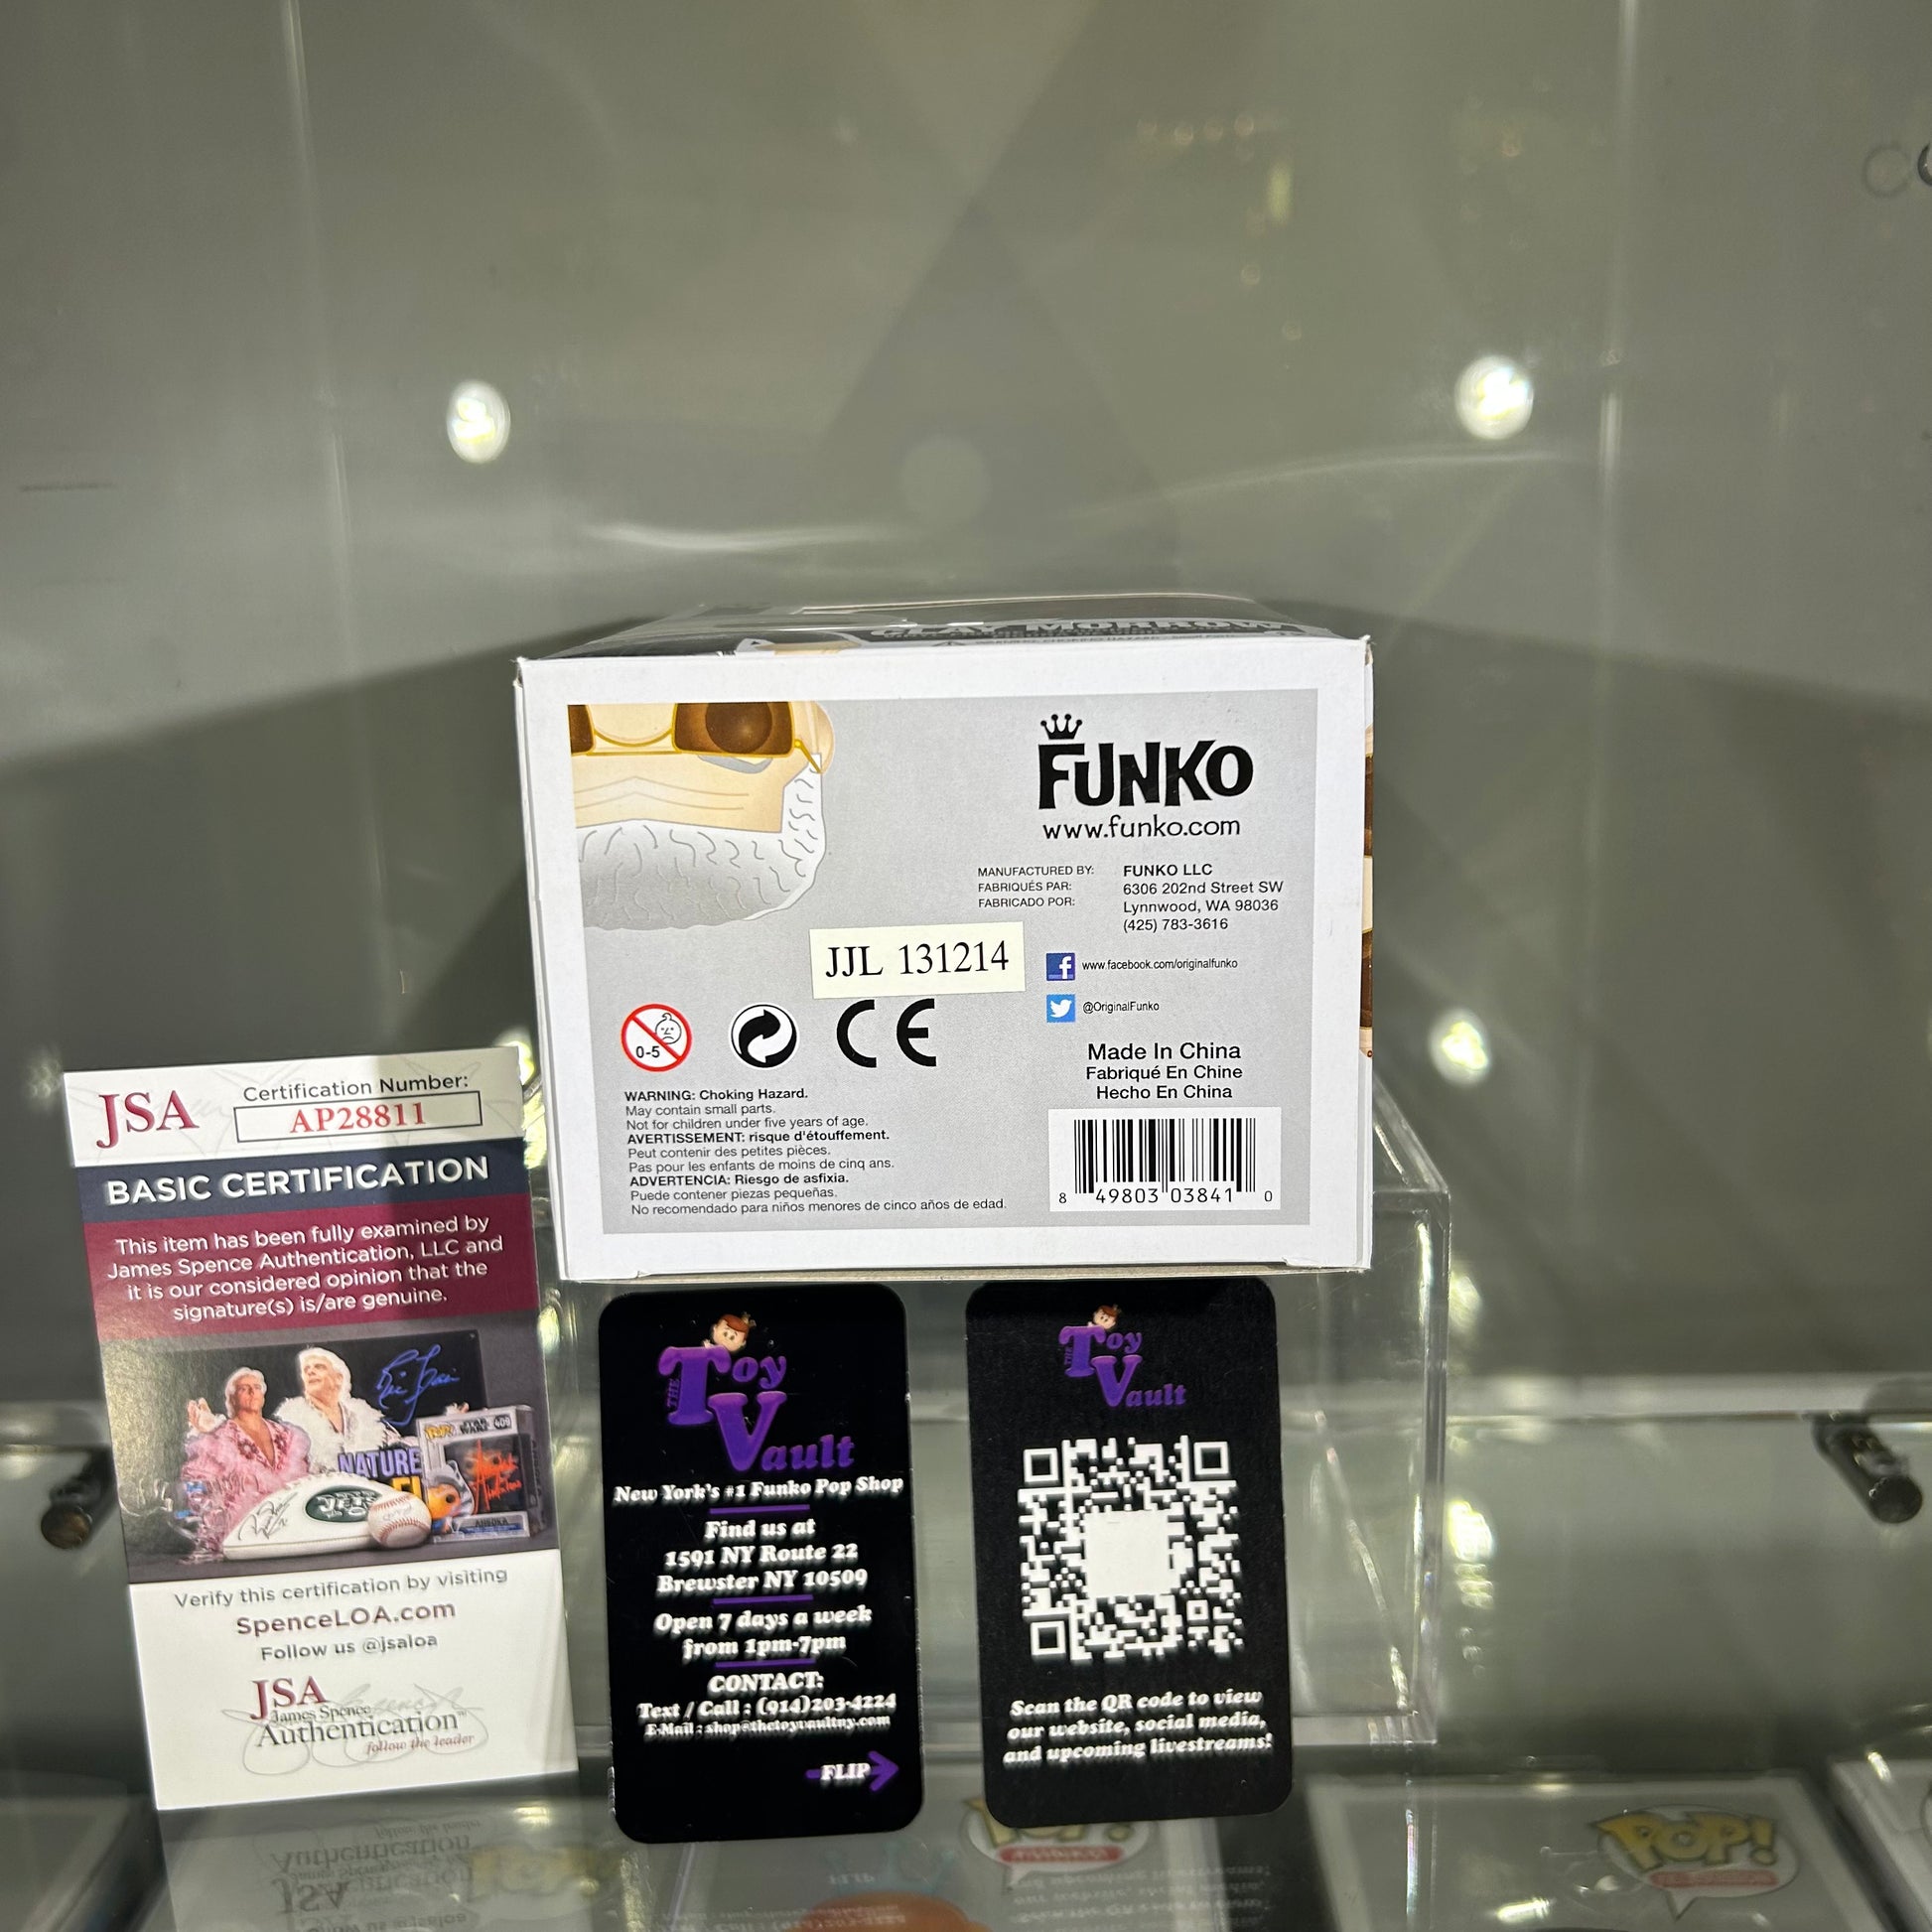 CLAY MORROW
FUNKO
www.funko.com
MANUFACTURED BY: FUNKO LLC
FABRIQUÉS PAR: 6306 202nd Street SW
FABRICADO POR: Lynnwood, WA 98036
(425) 783-3616
JJL 131214
www.facebook.com/originalfunko
@OriginalFunko
0-5
CE
Made In China
Fabriqué En Chine
Hecho En China
WARNING: Choking Hazard.
May contain small parts.
Not for children under five years of age.
AVERTISSEMENT: risque d'étouffement.
Peut contenir des petites pièces.
Pas pour les enfants de moins de cinq ans.
ADVERTENCIA: Riesgo de asfixia.
Puede contener piezas pequeñas.
No recomendado para niños menores de cinco años de edad.
8 49803 03841 0
JSA
Certification Number:
AP28811
BASIC CERTIFICATION
This item has been fully examined by
James Spence Authentication, LLC and
it is our considered opinion that the
signature(s) is/are genuine.
NATURE
POP!
409
JETS
Verify this certification by visiting
SpenceLOA.com
Follow us @jsaloa
JSA
James Spence
Authentication
follow the leader
THE
Toy
Vault
New York's #1 Funko Pop Shop
Find us at
1591 NY Route 22
Brewster NY 10509
Open 7 days a week
from 1pm-7pm
CONTACT:
Text / Call : (914)203-4224
E-Mail : shop@thetoyvaultny.com
FLIP
THE
Toy
Vault
Scan the QR code to view
our website, social media,
and upcoming livestreams!
POP!
POP!